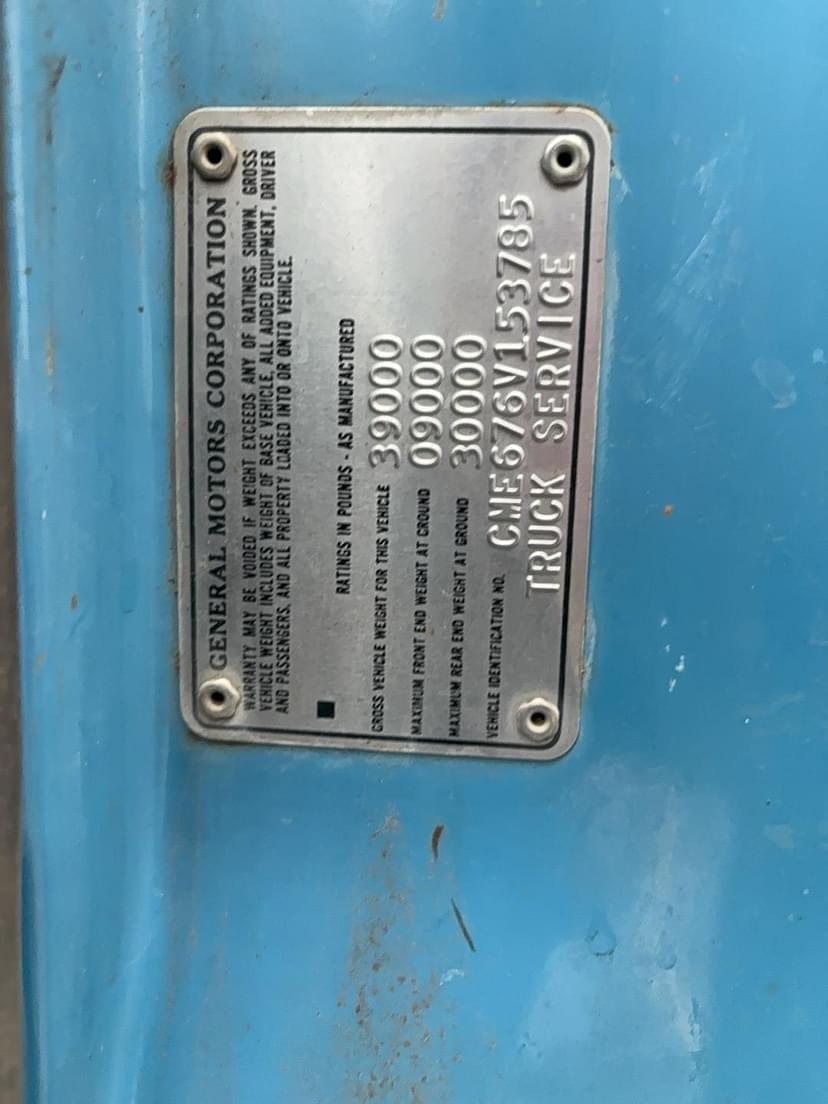 GENERAL MOTORS CORPORATION
WARRANTY MAY BE VOIDED IF WEIGHT EXCEEDS ANY OF RATINGS SHOWN. GROSS
VEHICLE WEIGHT INCLUDES WEIGHT OF BASE VEHICLE, ALL ADDED EQUIPMENT, DRIVER
AND PASSENGERS, AND ALL PROPERTY LOADED INTO OR ONTO VEHICLE.
RATINGS IN POUNDS - AS MANUFACTURED
GROSS VEHICLE WEIGHT FOR THIS VEHICLE 39000
MAXIMUM FRONT END WEIGHT AT GROUND 09000
MAXIMUM REAR END WEIGHT AT GROUND 30000
VEHICLE IDENTIFICATION NO. CME676V153785
TRUCK SERVICE